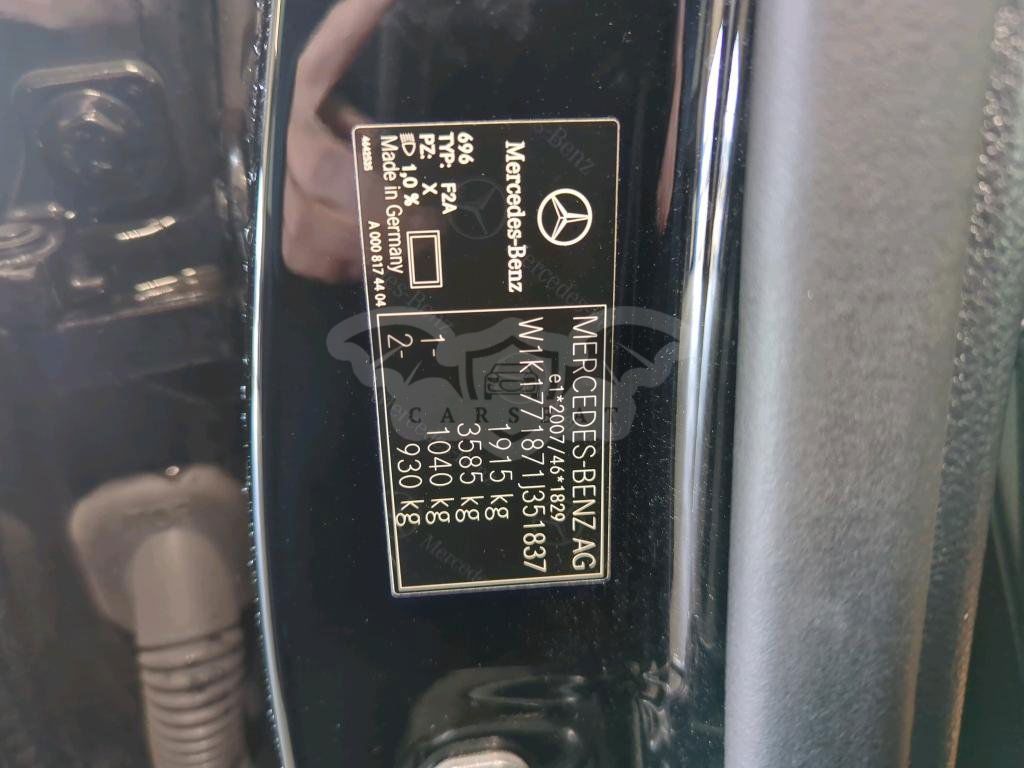 Mercedes-Benz
696
TYP: F2A
PZ: X
1,0 %
Made in Germany
A 000 817 44 04
MERCEDES-BENZ AG
e1*2007/46*1829
W1K1771871J351837
1915 kg
3585 kg
1- 1040 kg
2- 930 kg